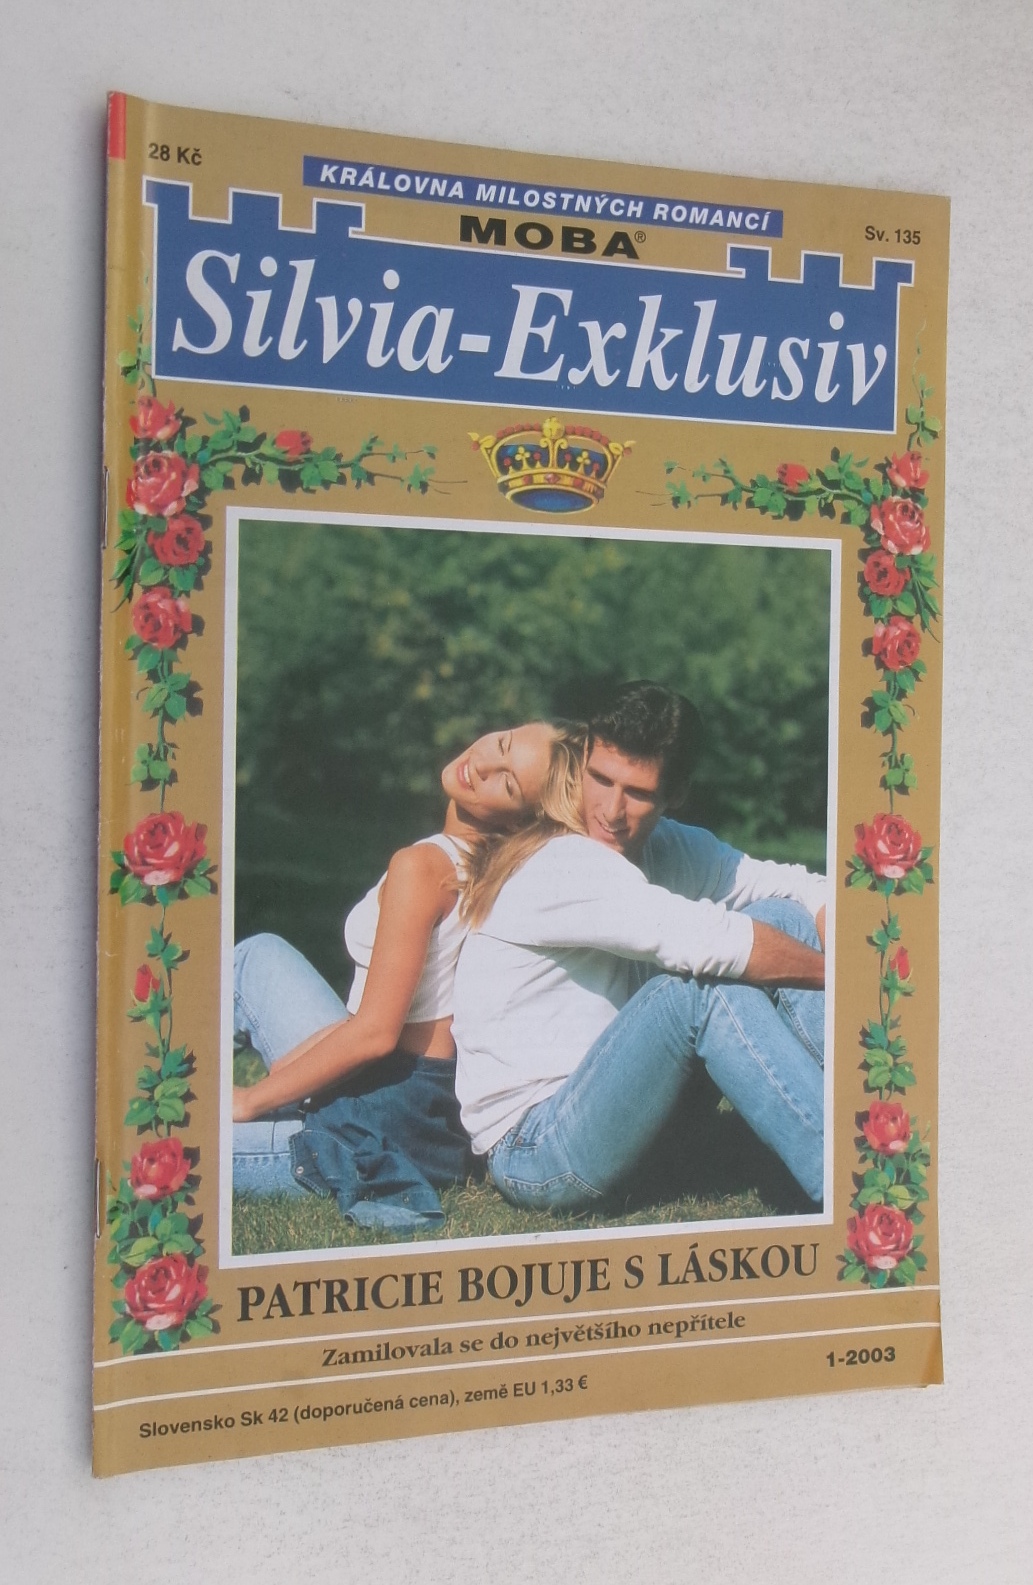 28 Kč
KRÁLOVNA MILOSTNÝCH ROMANCÍ
MOBA®
Sv. 135
Silvia-Exklusiv
PATRICIE BOJUJE S LÁSKOU
Zamilovala se do největšího nepřítele
1-2003
Slovensko Sk 42 (doporučená cena), země EU 1,33 €